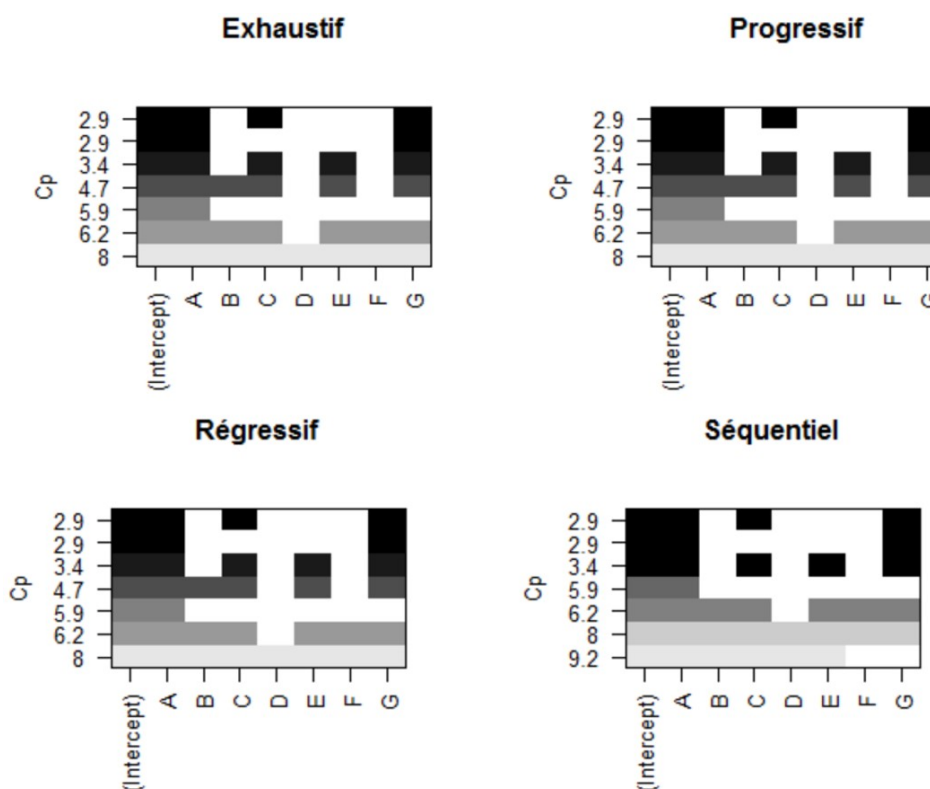 Exhaustif
Cp
2.9
2.9
3.4
4.7
5.9
6.2
8
(Intercept)
A
B
C
D
E
F
G
Progressif
Cp
2.9
2.9
3.4
4.7
5.9
6.2
8
(Intercept)
A
B
C
D
E
F
G
Régressif
Cp
2.9
2.9
3.4
4.7
5.9
6.2
8
(Intercept)
A
B
C
D
E
F
G
Séquentiel
Cp
2.9
2.9
3.4
5.9
6.2
8
9.2
(Intercept)
A
B
C
D
E
F
G